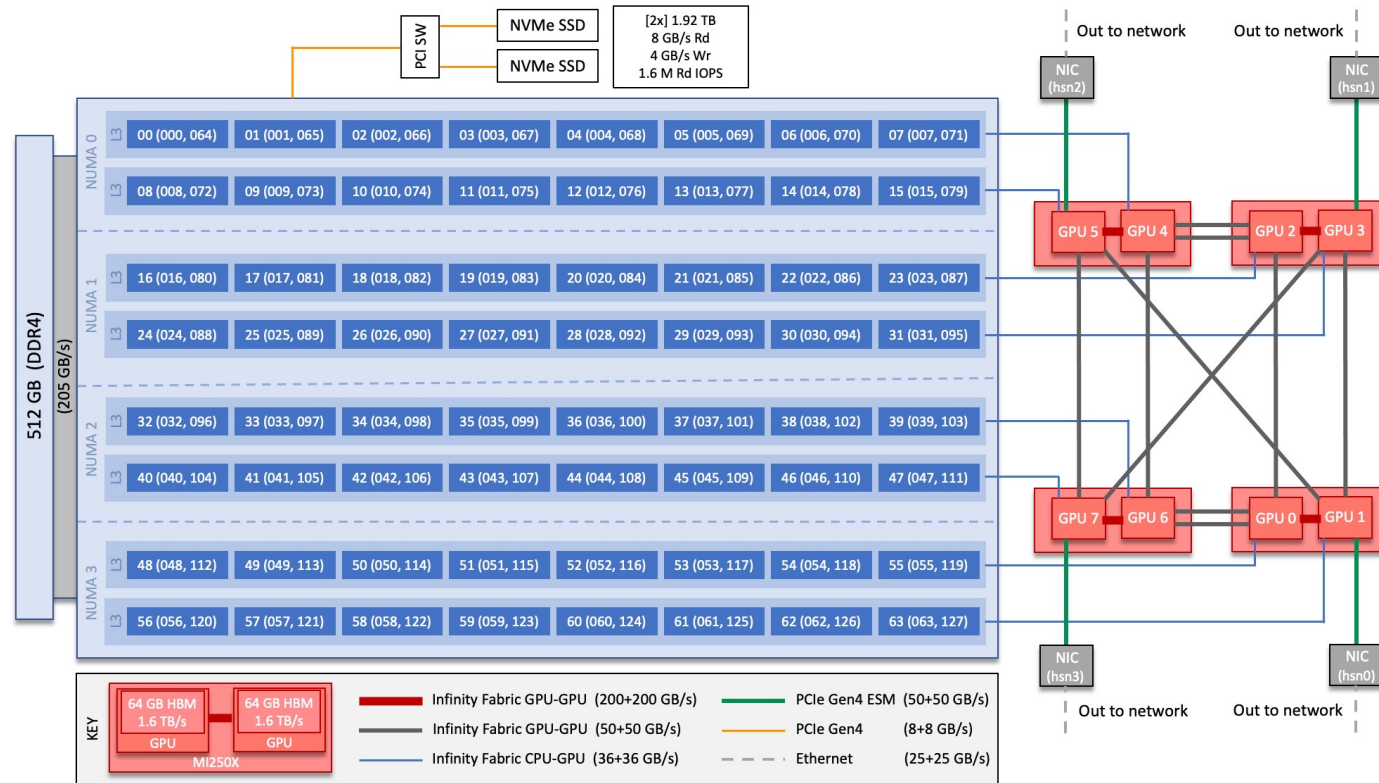 [2x] 1.92 TB
8 GB/s Rd
4 GB/s Wr
1.6 M Rd IOPS
NVMe SSD
NVMe SSD
PCI SW
Out to network
Out to network
NIC
(hsn2)
NIC
(hsn1)
512 GB (DDR4)
(205 GB/s)
NUMA 0
L3
00 (000, 064) 01 (001, 065) 02 (002, 066) 03 (003, 067) 04 (004, 068) 05 (005, 069) 06 (006, 070) 07 (007, 071)
L3
08 (008, 072) 09 (009, 073) 10 (010, 074) 11 (011, 075) 12 (012, 076) 13 (013, 077) 14 (014, 078) 15 (015, 079)
NUMA 1
L3
16 (016, 080) 17 (017, 081) 18 (018, 082) 19 (019, 083) 20 (020, 084) 21 (021, 085) 22 (022, 086) 23 (023, 087)
L3
24 (024, 088) 25 (025, 089) 26 (026, 090) 27 (027, 091) 28 (028, 092) 29 (029, 093) 30 (030, 094) 31 (031, 095)
NUMA 2
L3
32 (032, 096) 33 (033, 097) 34 (034, 098) 35 (035, 099) 36 (036, 100) 37 (037, 101) 38 (038, 102) 39 (039, 103)
L3
40 (040, 104) 41 (041, 105) 42 (042, 106) 43 (043, 107) 44 (044, 108) 45 (045, 109) 46 (046, 110) 47 (047, 111)
NUMA 3
L3
48 (048, 112) 49 (049, 113) 50 (050, 114) 51 (051, 115) 52 (052, 116) 53 (053, 117) 54 (054, 118) 55 (055, 119)
L3
56 (056, 120) 57 (057, 121) 58 (058, 122) 59 (059, 123) 60 (060, 124) 61 (061, 125) 62 (062, 126) 63 (063, 127)
GPU 5 GPU 4 GPU 2 GPU 3
GPU 7 GPU 6 GPU 0 GPU 1
NIC
(hsn3)
NIC
(hsn0)
Out to network
Out to network
KEY
64 GB HBM
1.6 TB/s
GPU
64 GB HBM
1.6 TB/s
GPU
MI250X
Infinity Fabric GPU-GPU (200+200 GB/s)
Infinity Fabric GPU-GPU (50+50 GB/s)
Infinity Fabric CPU-GPU (36+36 GB/s)
PCIe Gen4 ESM (50+50 GB/s)
PCIe Gen4 (8+8 GB/s)
Ethernet (25+25 GB/s)